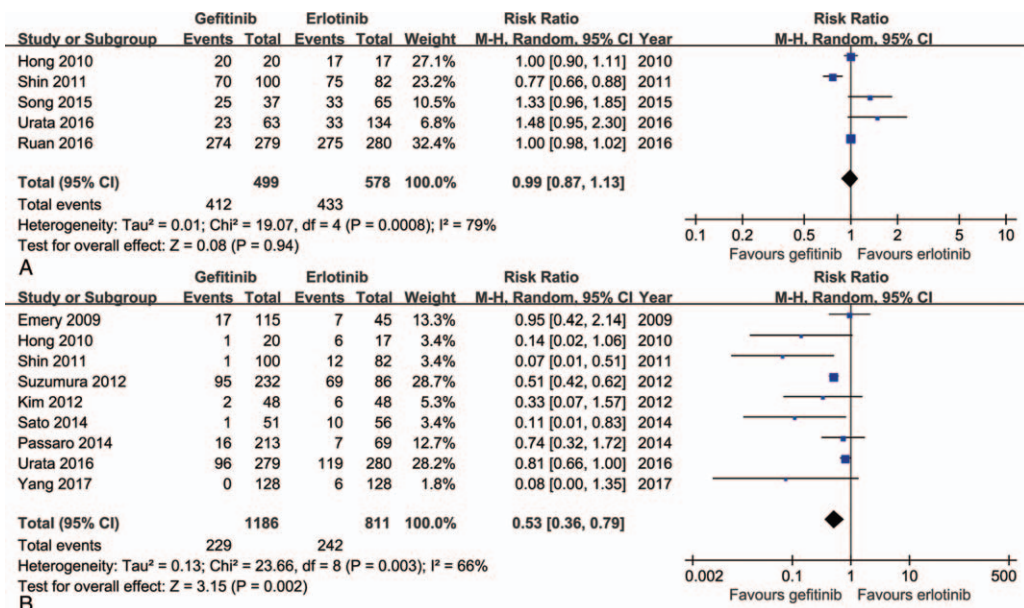 Gefitinib Erlotinib Risk Ratio Risk Ratio
Study or Subgroup Events Total Events Total Weight M-H, Random, 95% CI Year M-H, Random, 95% CI
Hong 2010 20 20 17 17 27.1% 1.00 [0.90, 1.11] 2010
Shin 2011 70 100 75 82 23.2% 0.77 [0.66, 0.88] 2011
Song 2015 25 37 33 65 10.5% 1.33 [0.96, 1.85] 2015
Urata 2016 23 63 33 134 6.8% 1.48 [0.95, 2.30] 2016
Ruan 2016 274 279 275 280 32.4% 1.00 [0.98, 1.02] 2016
Total (95% CI) 499 578 100.0% 0.99 [0.87, 1.13]
Total events 412 433
Heterogeneity: Tau² = 0.01; Chi² = 19.07, df = 4 (P = 0.0008); I² = 79%
Test for overall effect: Z = 0.08 (P = 0.94)
0.1 0.2 0.5 1 2 5 10
Favours gefitinib Favours erlotinib
A
Gefitinib Erlotinib Risk Ratio Risk Ratio
Study or Subgroup Events Total Events Total Weight M-H, Random, 95% CI Year M-H, Random, 95% CI
Emery 2009 17 115 7 45 13.3% 0.95 [0.42, 2.14] 2009
Hong 2010 1 20 6 17 3.4% 0.14 [0.02, 1.06] 2010
Shin 2011 1 100 12 82 3.4% 0.07 [0.01, 0.51] 2011
Suzumura 2012 95 232 69 86 28.7% 0.51 [0.42, 0.62] 2012
Kim 2012 2 48 6 48 5.3% 0.33 [0.07, 1.57] 2012
Sato 2014 1 51 10 56 3.4% 0.11 [0.01, 0.83] 2014
Passaro 2014 16 213 7 69 12.7% 0.74 [0.32, 1.72] 2014
Urata 2016 96 279 119 280 28.2% 0.81 [0.66, 1.00] 2016
Yang 2017 0 128 6 128 1.8% 0.08 [0.00, 1.35] 2017
Total (95% CI) 1186 811 100.0% 0.53 [0.36, 0.79]
Total events 229 242
Heterogeneity: Tau² = 0.13; Chi² = 23.66, df = 8 (P = 0.003); I² = 66%
Test for overall effect: Z = 3.15 (P = 0.002)
0.002 0.1 1 10 500
Favours gefitinib Favours erlotinib
B